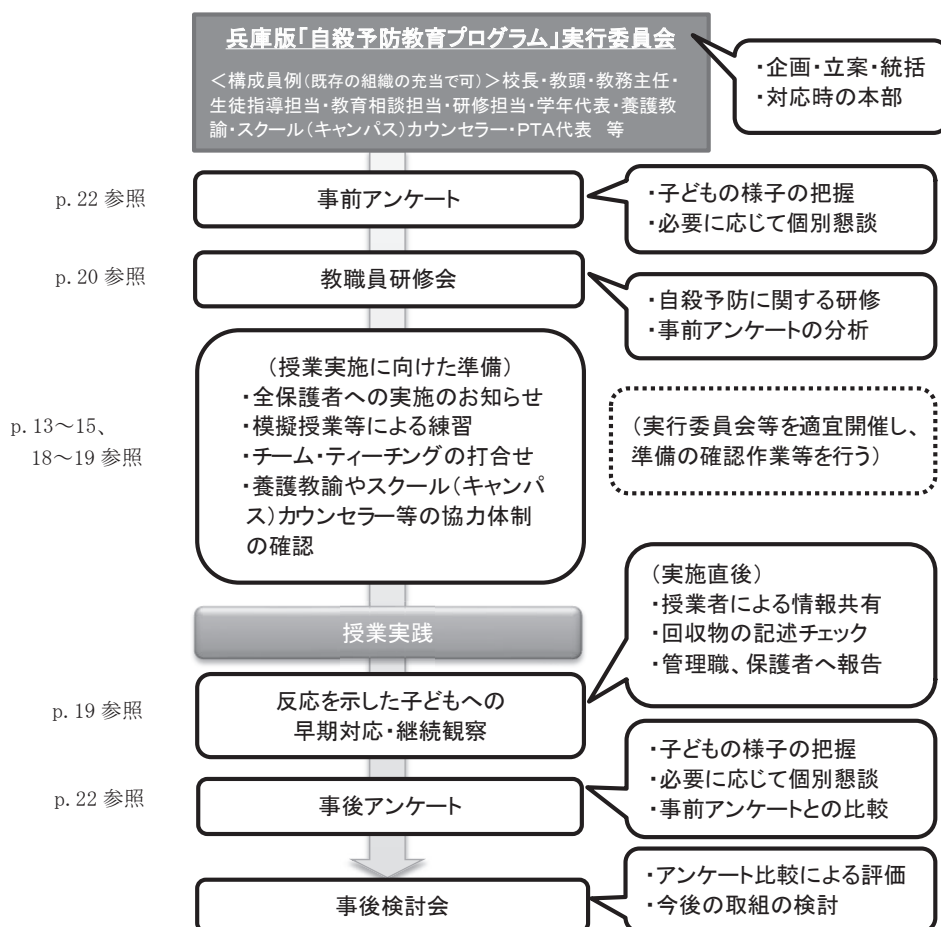 兵庫版「自殺予防教育プログラム」実行委員会
＜構成員例(既存の組織の充当で可)＞校長・教頭・教務主任・
生徒指導担当・教育相談担当・研修担当・学年代表・養護教
諭・スクール(キャンパス)カウンセラー・PTA代表　等
・企画・立案・統括
・対応時の本部
p. 22 参照
事前アンケート
・子どもの様子の把握
・必要に応じて個別懇談
p. 20 参照
教職員研修会
・自殺予防に関する研修
・事前アンケートの分析
p. 13～15、
18～19 参照
(授業実施に向けた準備)
・全保護者への実施のお知らせ
・模擬授業等による練習
・チーム・ティーチングの打合せ
・養護教諭やスクール(キャンパ
ス)カウンセラー等の協力体制
の確認
(実行委員会等を適宜開催し、
準備の確認作業等を行う)
授業実践
(実施直後)
・授業者による情報共有
・回収物の記述チェック
・管理職、保護者へ報告
p. 19 参照
反応を示した子どもへの
早期対応・継続観察
p. 22 参照
事後アンケート
・子どもの様子の把握
・必要に応じて個別懇談
・事前アンケートとの比較
事後検討会
・アンケート比較による評価
・今後の取組の検討